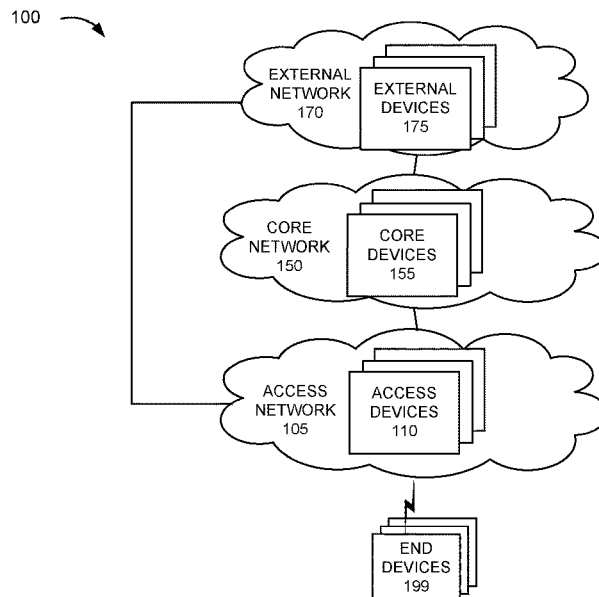 100
EXTERNAL
NETWORK
170
EXTERNAL
DEVICES
175
CORE
NETWORK
150
CORE
DEVICES
155
ACCESS
NETWORK
105
ACCESS
DEVICES
110
END
DEVICES
199